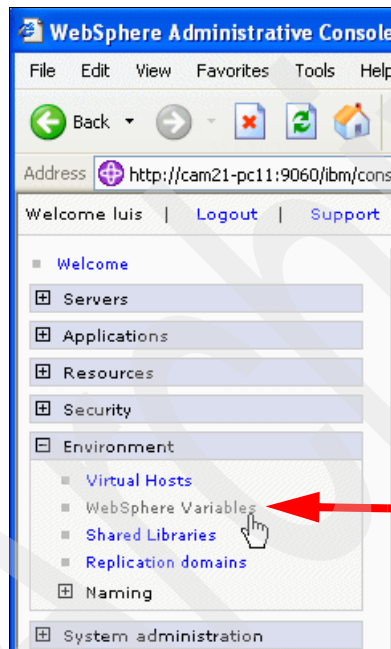 WebSphere Administrative Console
File Edit View Favorites Tools Help
Back
Address http://cam21-pc11:9060/ibm/cons
Welcome luis | Logout | Support
Welcome
Servers
Applications
Resources
Security
Environment
Virtual Hosts
WebSphere Variables
Shared Libraries
Replication domains
Naming
System administration